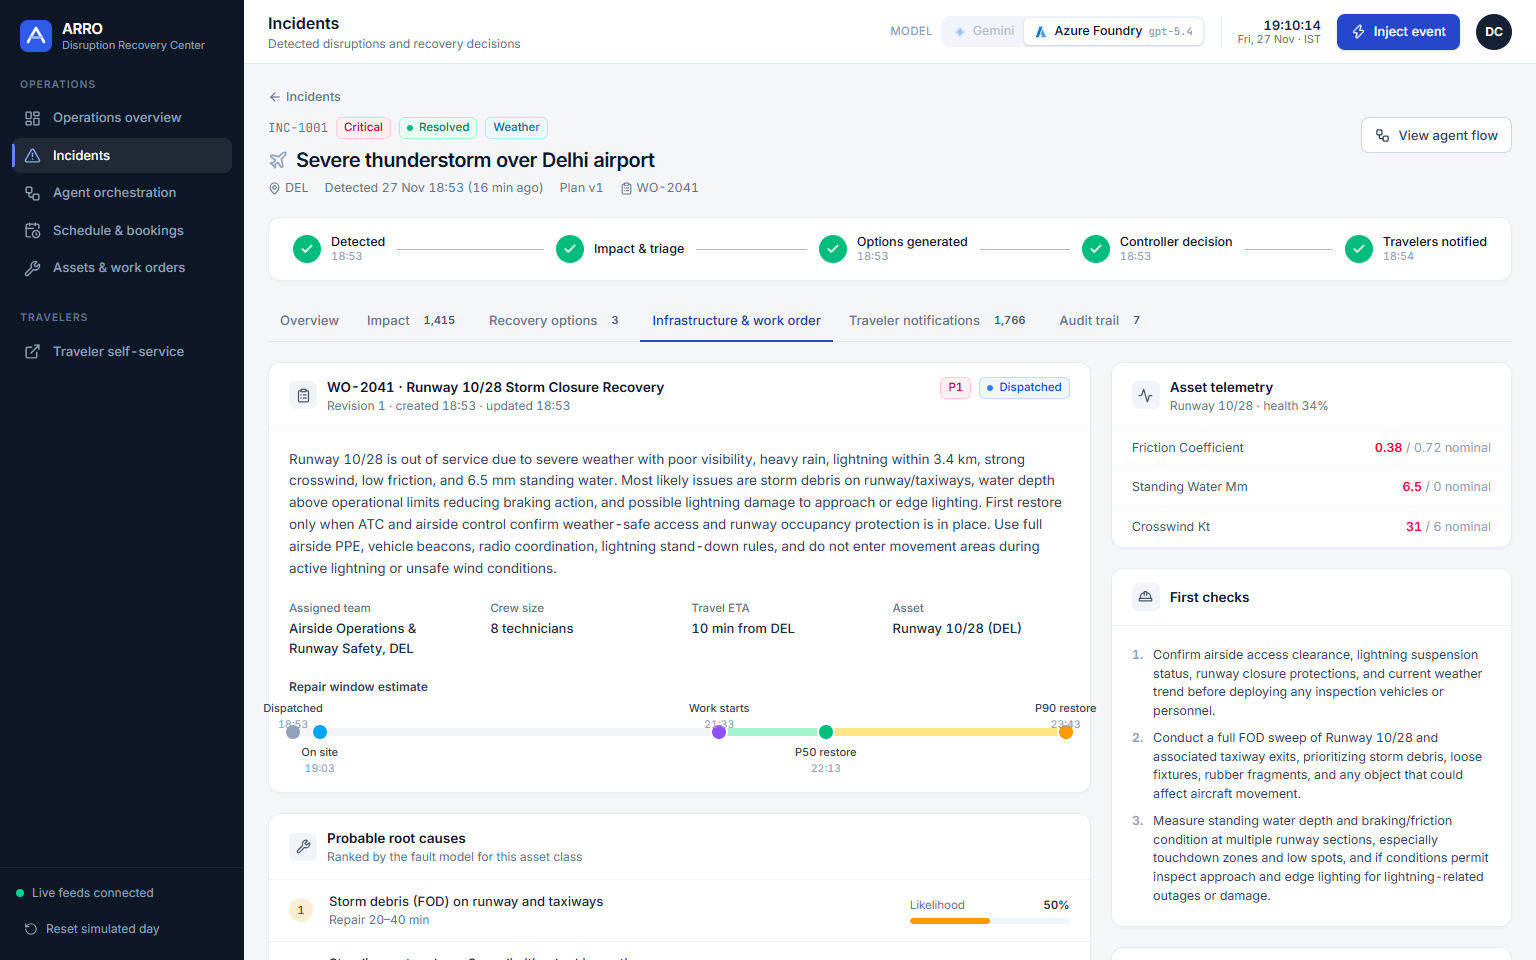 ARRO
Disruption Recovery Center
OPERATIONS
Operations overview
Incidents
Agent orchestration
Schedule & bookings
Assets & work orders
TRAVELERS
Traveler self-service
Live feeds connected
Reset simulated day
Incidents
Detected disruptions and recovery decisions
MODEL
Gemini
Azure Foundry gpt-5.4
19:10:14
Fri, 27 Nov · IST
Inject event
DC
Incidents
INC-1001 Critical Resolved Weather
Severe thunderstorm over Delhi airport
DEL Detected 27 Nov 18:53 (16 min ago) Plan v1 WO-2041
View agent flow
Detected
18:53
Impact & triage
Options generated
18:53
Controller decision
18:53
Travelers notified
18:54
Overview Impact 1,415 Recovery options 3 Infrastructure & work order Traveler notifications 1,766 Audit trail 7
WO-2041 · Runway 10/28 Storm Closure Recovery
Revision 1 · created 18:53 · updated 18:53
P1 Dispatched
Runway 10/28 is out of service due to severe weather with poor visibility, heavy rain, lightning within 3.4 km, strong
crosswind, low friction, and 6.5 mm standing water. Most likely issues are storm debris on runway/taxiways, water depth
above operational limits reducing braking action, and possible lightning damage to approach or edge lighting. First restore
only when ATC and airside control confirm weather-safe access and runway occupancy protection is in place. Use full
airside PPE, vehicle beacons, radio coordination, lightning stand-down rules, and do not enter movement areas during
active lightning or unsafe wind conditions.
Assigned team
Airside Operations &
Runway Safety, DEL
Crew size
8 technicians
Travel ETA
10 min from DEL
Asset
Runway 10/28 (DEL)
Repair window estimate
Dispatched
18:53
On site
19:03
Work starts
21:33
P50 restore
22:13
P90 restore
23:43
Probable root causes
Ranked by the fault model for this asset class
1
Storm debris (FOD) on runway and taxiways
Repair 20–40 min
Likelihood 50%
Asset telemetry
Runway 10/28 · health 34%
Friction Coefficient 0.38 / 0.72 nominal
Standing Water Mm 6.5 / 0 nominal
Crosswind Kt 31 / 6 nominal
First checks
1. Confirm airside access clearance, lightning suspension
status, runway closure protections, and current weather
trend before deploying any inspection vehicles or
personnel.
2. Conduct a full FOD sweep of Runway 10/28 and
associated taxiway exits, prioritizing storm debris, loose
fixtures, rubber fragments, and any object that could
affect aircraft movement.
3. Measure standing water depth and braking/friction
condition at multiple runway sections, especially
touchdown zones and low spots, and if conditions permit
inspect approach and edge lighting for lightning-related
outages or damage.